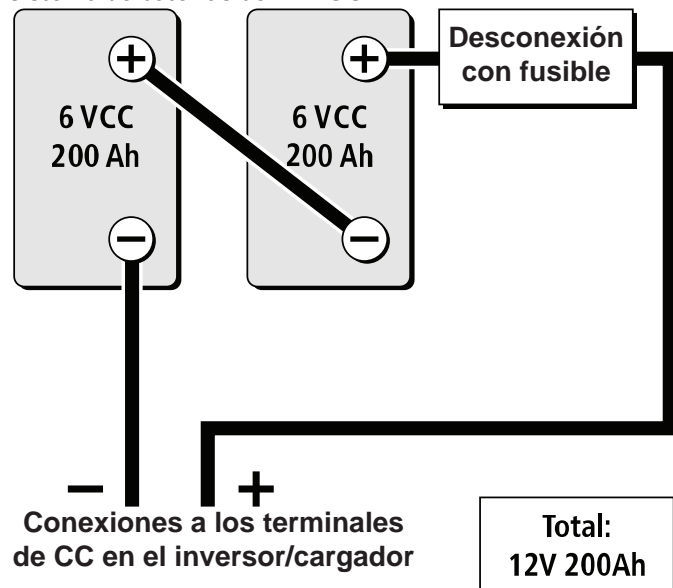 +
6 VCC
200 Ah
−
+
6 VCC
200 Ah
−
Desconexión
con fusible
− +
Conexiones a los terminales
de CC en el inversor/cargador
Total:
12V 200Ah